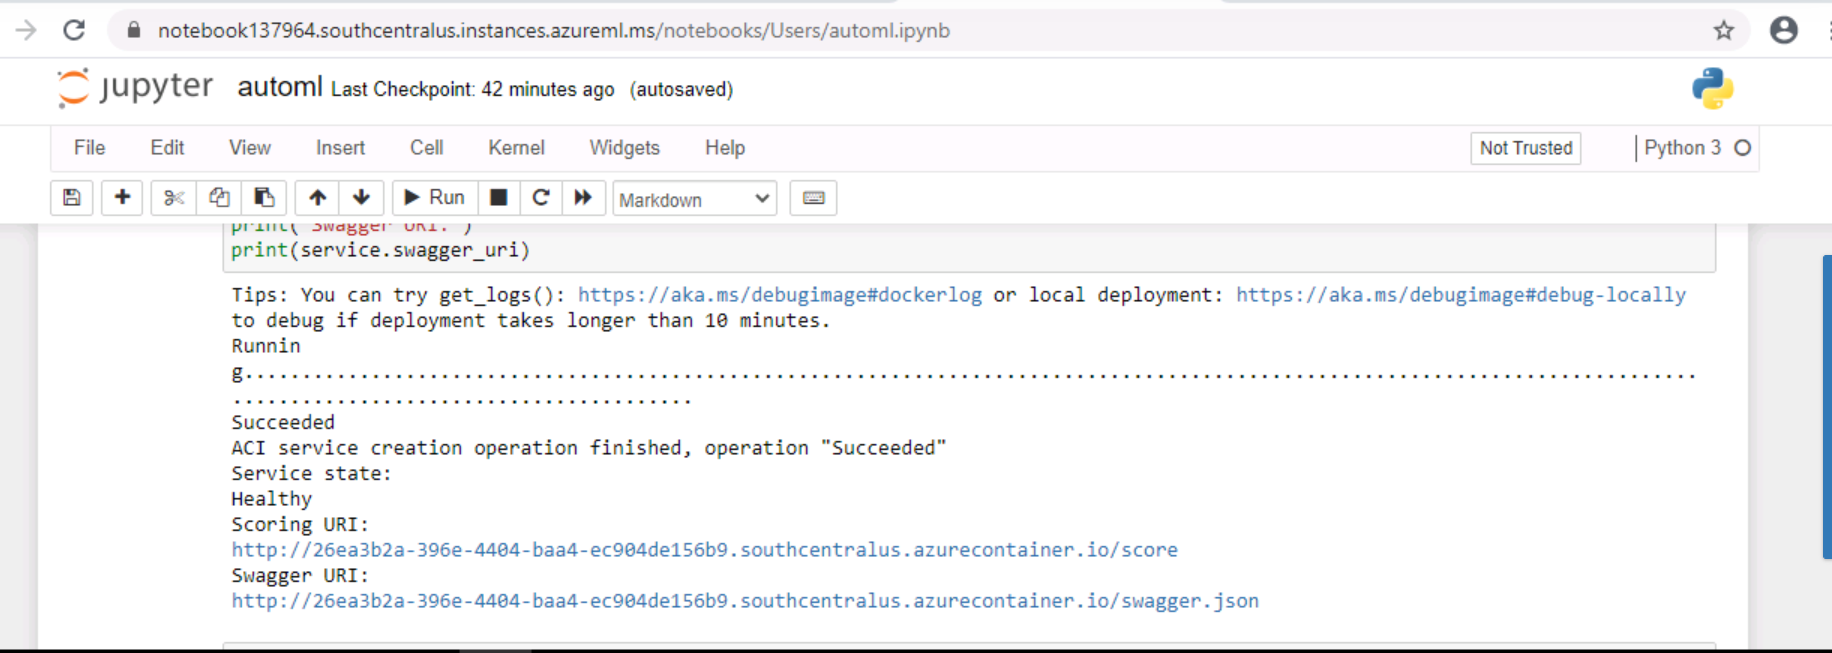 notebook137964.southcentralus.instances.azureml.ms/notebooks/Users/automl.ipynb
jupyter automl Last Checkpoint: 42 minutes ago (autosaved)
File Edit View Insert Cell Kernel Widgets Help Not Trusted Python 3
Run Markdown
print("Swagger URI:")
print(service.swagger_uri)
Tips: You can try get_logs(): https://aka.ms/debugimage#dockerlog or local deployment: https://aka.ms/debugimage#debug-locally
to debug if deployment takes longer than 10 minutes.
Runnin
g..............................................................................................................................
........................................
Succeeded
ACI service creation operation finished, operation "Succeeded"
Service state:
Healthy
Scoring URI:
http://26ea3b2a-396e-4404-baa4-ec904de156b9.southcentralus.azurecontainer.io/score
Swagger URI:
http://26ea3b2a-396e-4404-baa4-ec904de156b9.southcentralus.azurecontainer.io/swagger.json